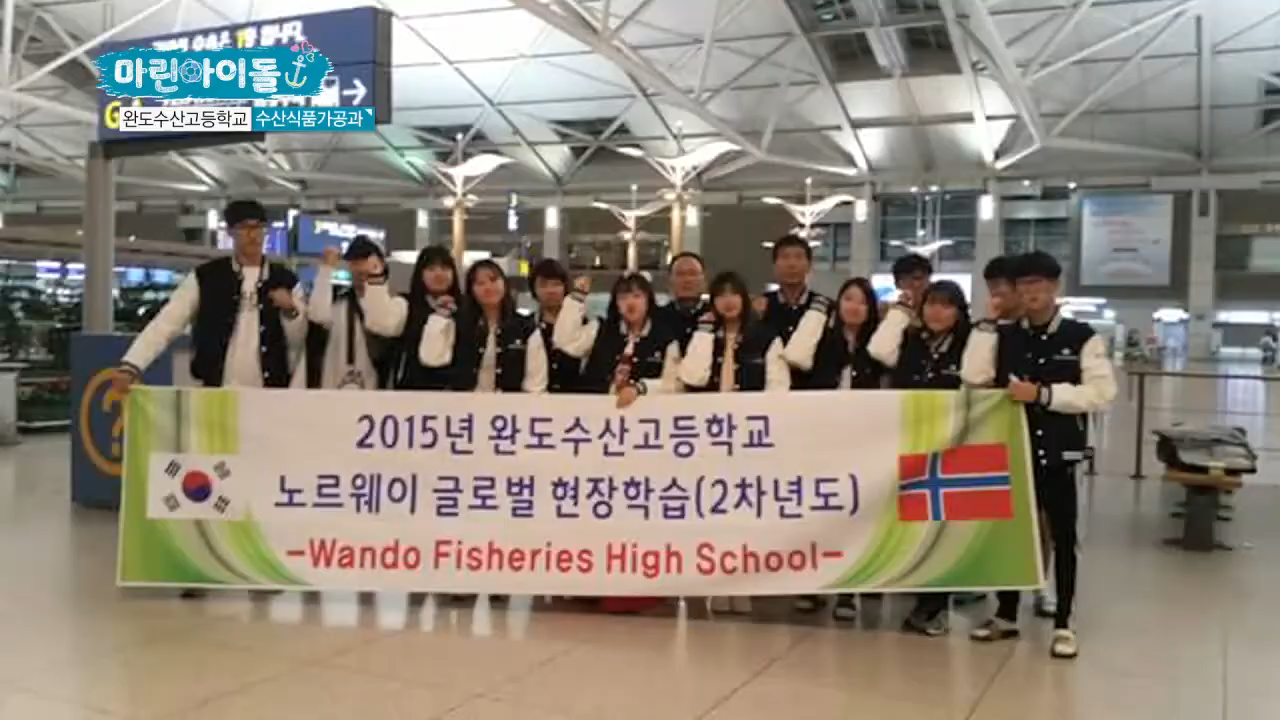 마린아이돌
완도수산고등학교 수산식품가공과
2015년 완도수산고등학교
노르웨이 글로벌 현장학습(2차년도)
-Wando Fisheries High School-